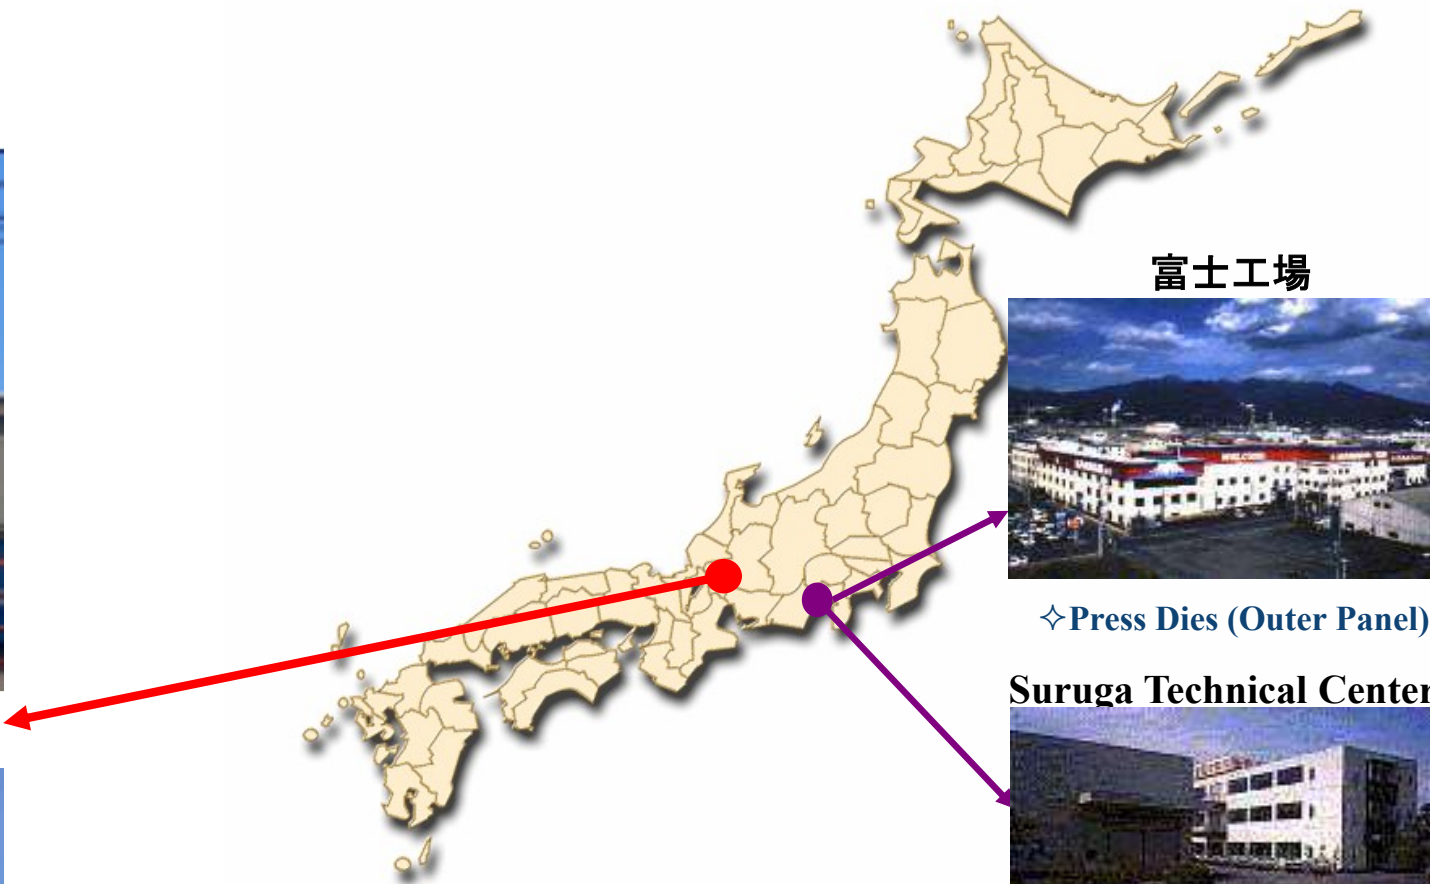 富士工場
✧Press Dies (Outer Panel)
Suruga Technical Center